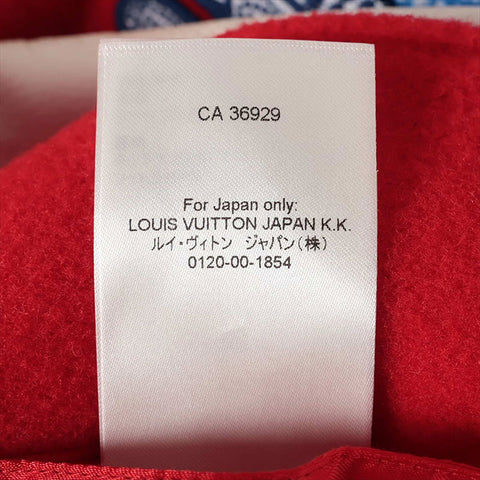 CA 36929
For Japan only:
LOUIS VUITTON JAPAN K.K.
ルイ・ヴィトン ジャパン(株)
0120-00-1854